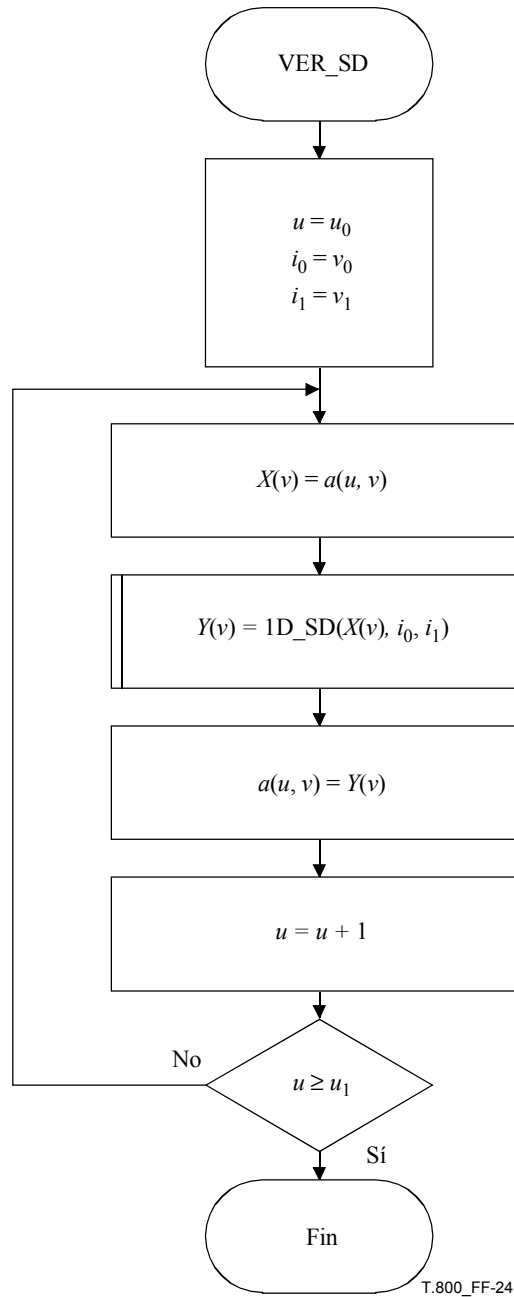 VER_SD
u = u₀
i₀ = v₀
i₁ = v₁
X(v) = a(u, v)
Y(v) = 1D_SD(X(v), i₀, i₁)
a(u, v) = Y(v)
u = u + 1
No
u ≥ u₁
Sí
Fin
T.800_FF-24